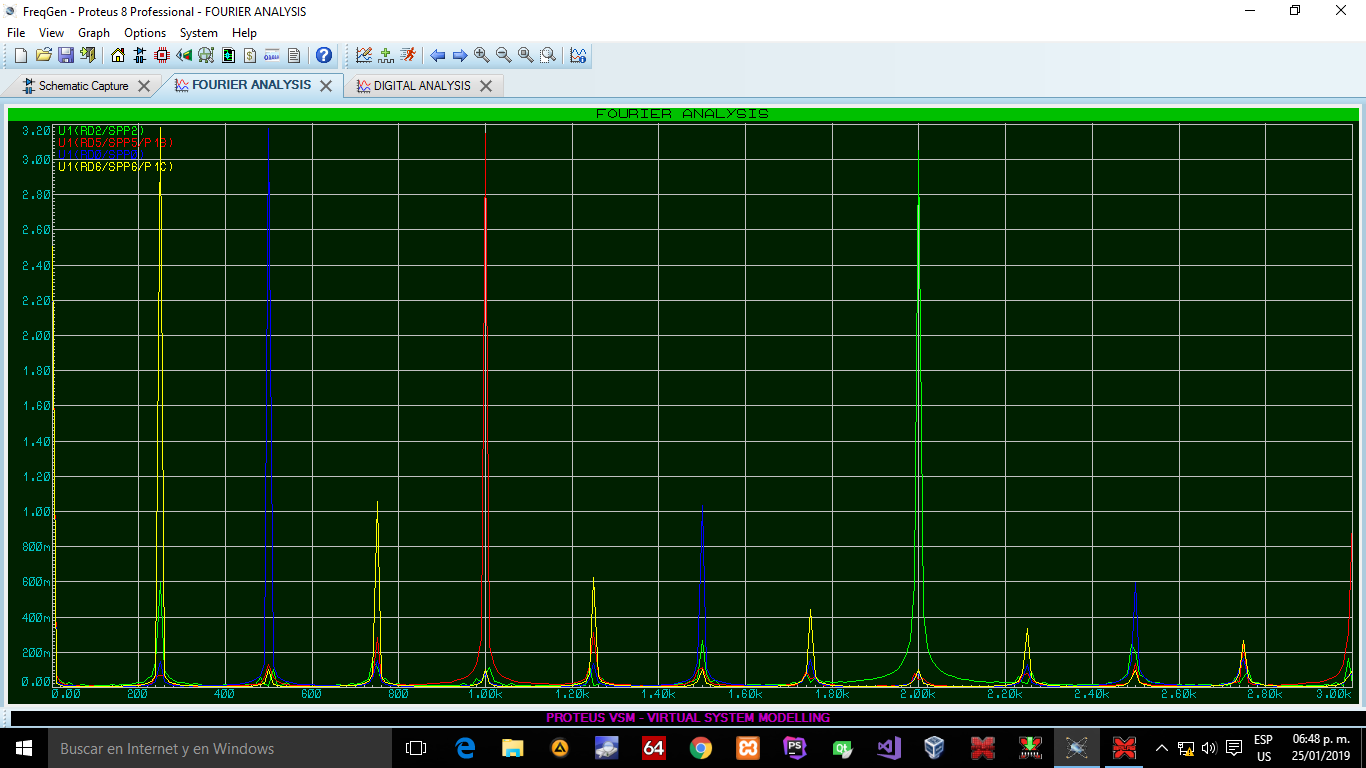 FreqGen - Proteus 8 Professional - FOURIER ANALYSIS
File View Graph Options System Help
Schematic Capture FOURIER ANALYSIS DIGITAL ANALYSIS
FOURIER ANALYSIS
3.20
U1(RD2/SPP2)
U1(RD5/SPP5/P1B)
3.00
U1(RD6/SPP6/P1C)
2.80
2.60
2.40
2.20
2.00
1.80
1.60
1.40
1.20
1.00
800m
600m
400m
200m
0.00
0.00 200 400 600 800 1.00k 1.20k 1.40k 1.60k 1.80k 2.00k 2.20k 2.40k 2.60k 2.80k 3.00k
PROTEUS VSM - VIRTUAL SYSTEM MODELLING
Buscar en Internet y en Windows
64
PS
Qt
ESP
US
06:48 p. m.
25/01/2019